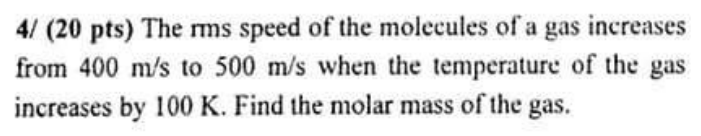 4/ (20 pts) The rms speed of the molecules of a gas increases
from 400 m/s to 500 m/s when the temperature of the gas
increases by 100 K. Find the molar mass of the gas.